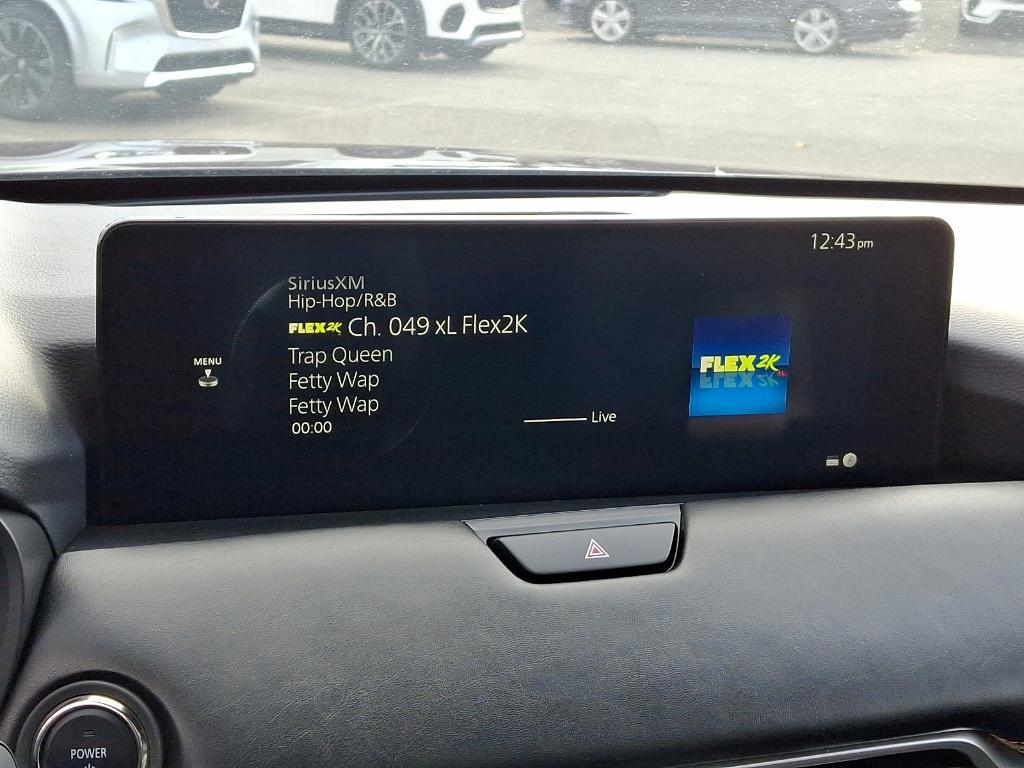 12:43 pm
SiriusXM
Hip-Hop/R&B
FLEX2K Ch. 049 xL Flex2K
MENU
Trap Queen
Fetty Wap
Fetty Wap
00:00
Live
FLEX2K
XL
POWER